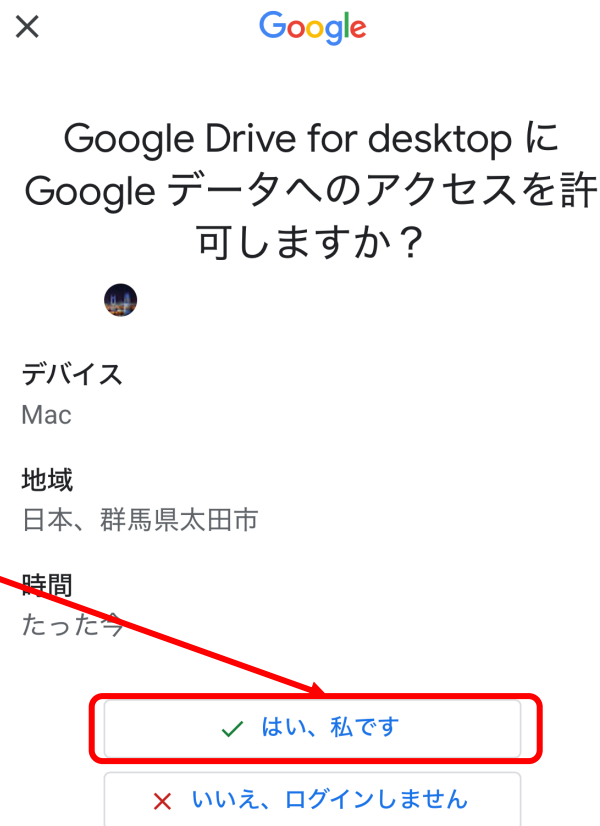 Google
Google Drive for desktop に
Google データへのアクセスを許
可しますか？
デバイス
Mac
地域
日本、群馬県太田市
時間
たった今
はい、私です
いいえ、ログインしません